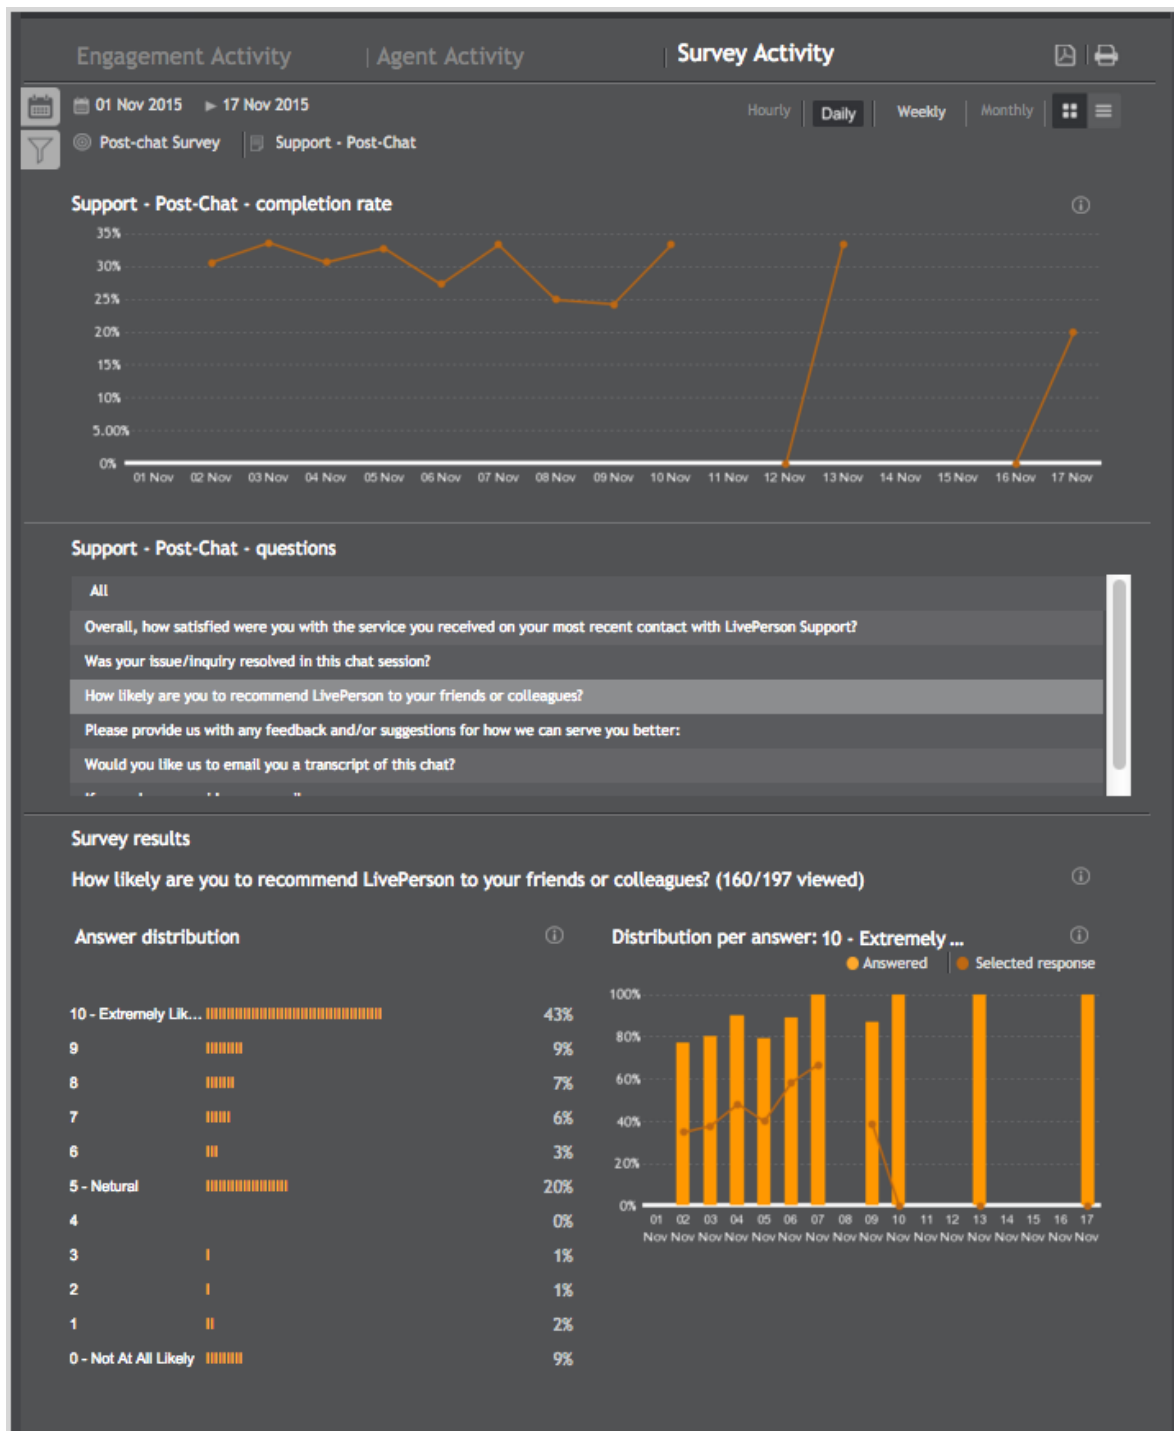 Engagement Activity | Agent Activity | Survey Activity
01 Nov 2015 ▶ 17 Nov 2015
Hourly | Daily | Weekly | Monthly
Post-chat Survey | Support - Post-Chat
Support - Post-Chat - completion rate
35%
30%
25%
20%
15%
10%
5.00%
0%
01 Nov 02 Nov 03 Nov 04 Nov 05 Nov 06 Nov 07 Nov 08 Nov 09 Nov 10 Nov 11 Nov 12 Nov 13 Nov 14 Nov 15 Nov 16 Nov 17 Nov
Support - Post-Chat - questions
All
Overall, how satisfied were you with the service you received on your most recent contact with LivePerson Support?
Was your issue/inquiry resolved in this chat session?
How likely are you to recommend LivePerson to your friends or colleagues?
Please provide us with any feedback and/or suggestions for how we can serve you better:
Would you like us to email you a transcript of this chat?
Survey results
How likely are you to recommend LivePerson to your friends or colleagues? (160/197 viewed)
Answer distribution
10 - Extremely Lik... 43%
9 9%
8 7%
7 6%
6 3%
5 - Netural 20%
4 0%
3 1%
2 1%
1 2%
0 - Not At All Likely 9%
Distribution per answer: 10 - Extremely ...
Answered | Selected response
100%
80%
60%
40%
20%
0%
01 02 03 04 05 06 07 08 09 10 11 12 13 14 15 16 17
Nov Nov Nov Nov Nov Nov Nov Nov Nov Nov Nov Nov Nov Nov Nov Nov Nov